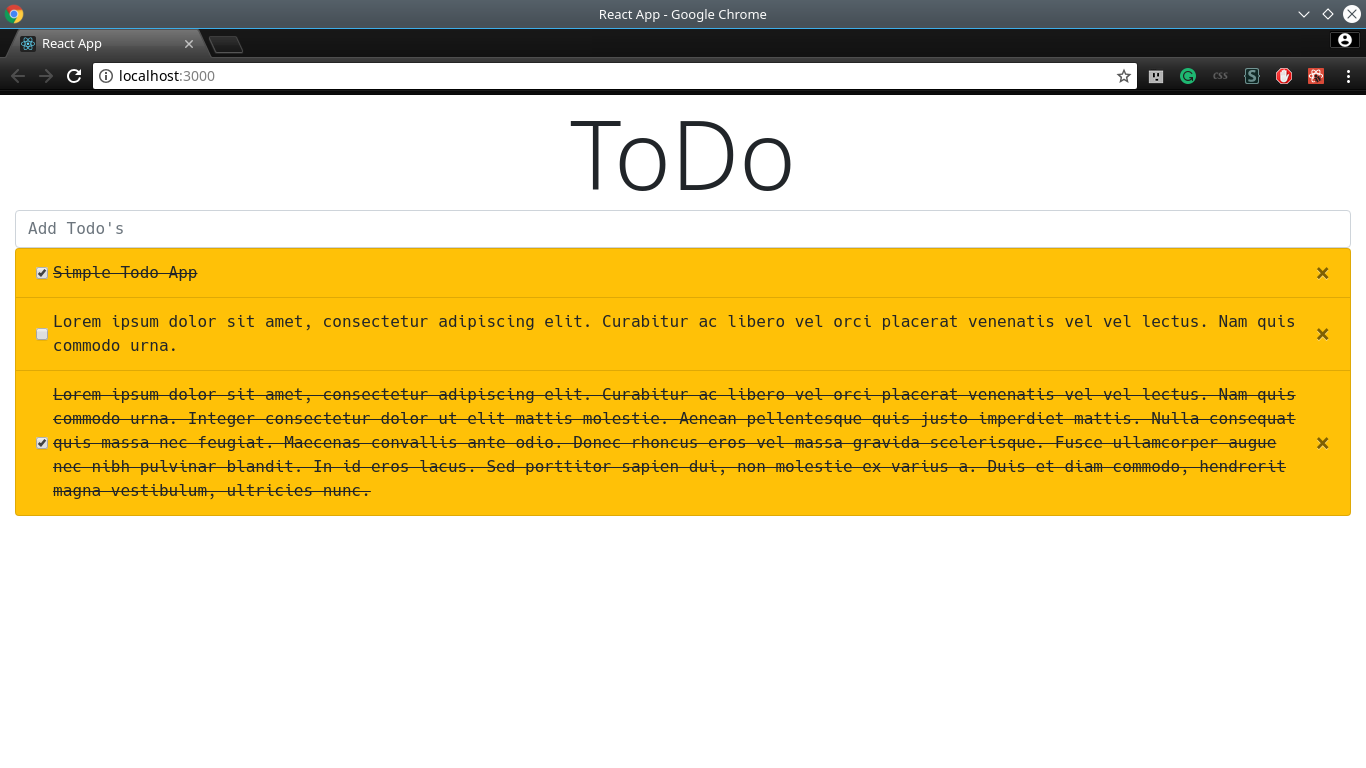 React App - Google Chrome
React App
localhost:3000
css
S
ToDo
Add Todo's
Simple Todo App
Lorem ipsum dolor sit amet, consectetur adipiscing elit. Curabitur ac libero vel orci placerat venenatis vel vel lectus. Nam quis
commodo urna.
Lorem ipsum dolor sit amet, consectetur adipiscing elit. Curabitur ac libero vel orci placerat venenatis vel vel lectus. Nam quis
commodo urna. Integer consectetur dolor ut elit mattis molestie. Aenean pellentesque quis justo imperdiet mattis. Nulla consequat
quis massa nec feugiat. Maecenas convallis ante odio. Donec rhoncus eros vel massa gravida scelerisque. Fusce ullamcorper augue
nec nibh pulvinar blandit. In id eros lacus. Sed porttitor sapien dui, non molestie ex varius a. Duis et diam commodo, hendrerit
magna vestibulum, ultricies nunc.